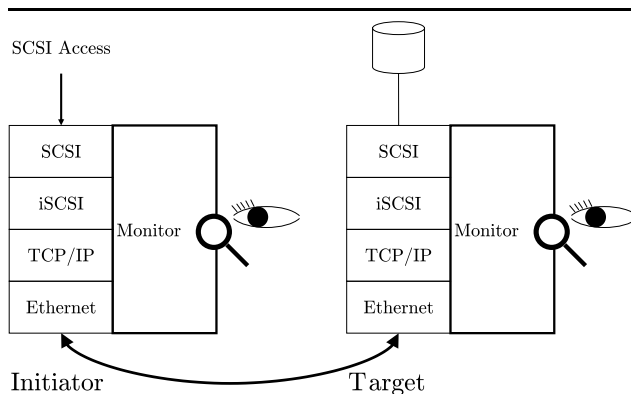 SCSI Access
SCSI
iSCSI
TCP/IP
Ethernet
Monitor
Initiator
SCSI
iSCSI
TCP/IP
Ethernet
Monitor
Target